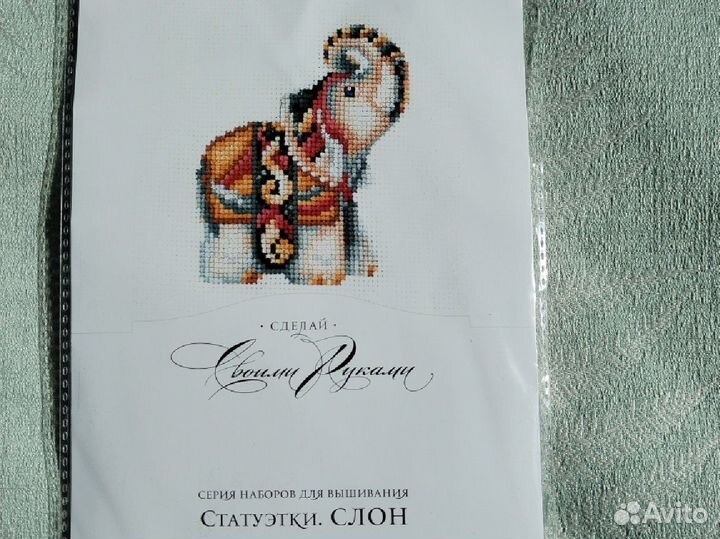 · СДЕЛАЙ ·
Своими Руками
СЕРИЯ НАБОРОВ ДЛЯ ВЫШИВАНИЯ
СТАТУЭТКИ. СЛОН
Avito